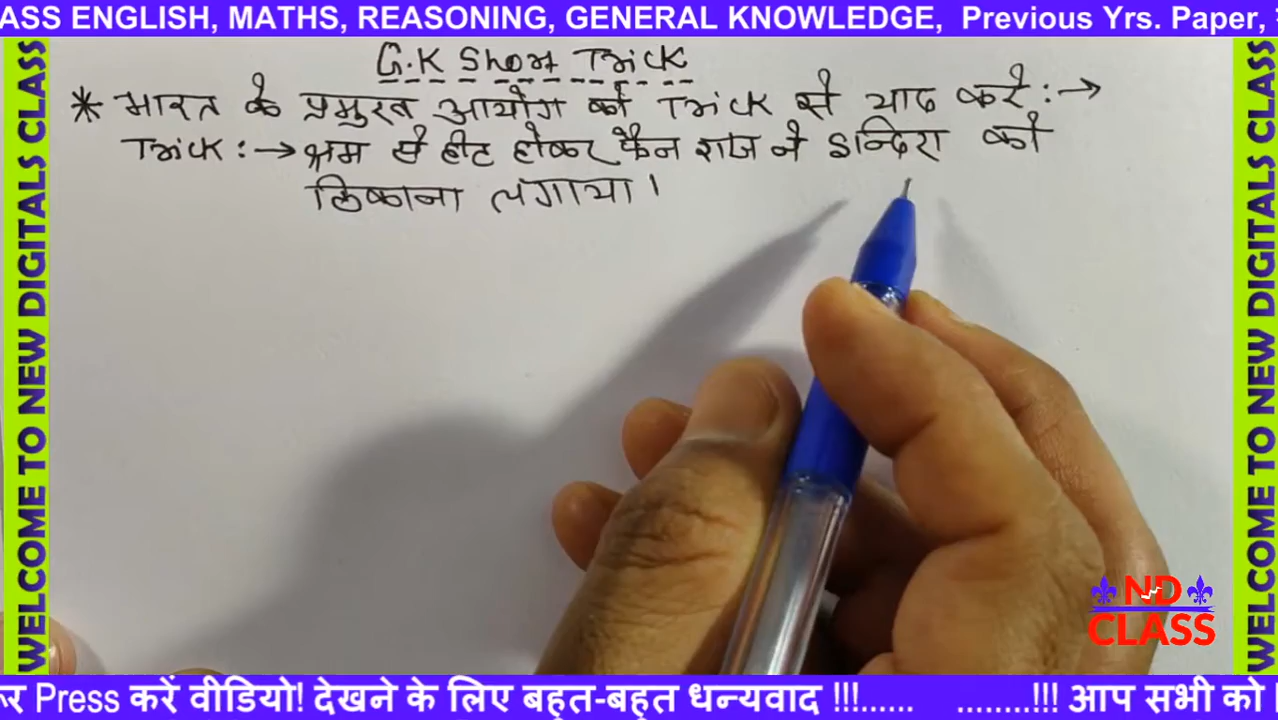 ASS ENGLISH, MATHS, REASONING, GENERAL KNOWLEDGE, Previous Yrs. Paper,
WELCOME TO NEW DIGITALS CLASS
G.K Short Trick
* भारत के प्रमुख आयोग को Trick से याद करें :→
Trick :→ श्रम से हीट होकर फैन राज ने इन्दिरा को
ठिकाना लगाया।
WELCOME TO NEW DIGITALS CLASS
ND
CLASS
Press करें वीडियो! देखने के लिए बहुत-बहुत धन्यवाद !!!...... ........!!! आप सभी को